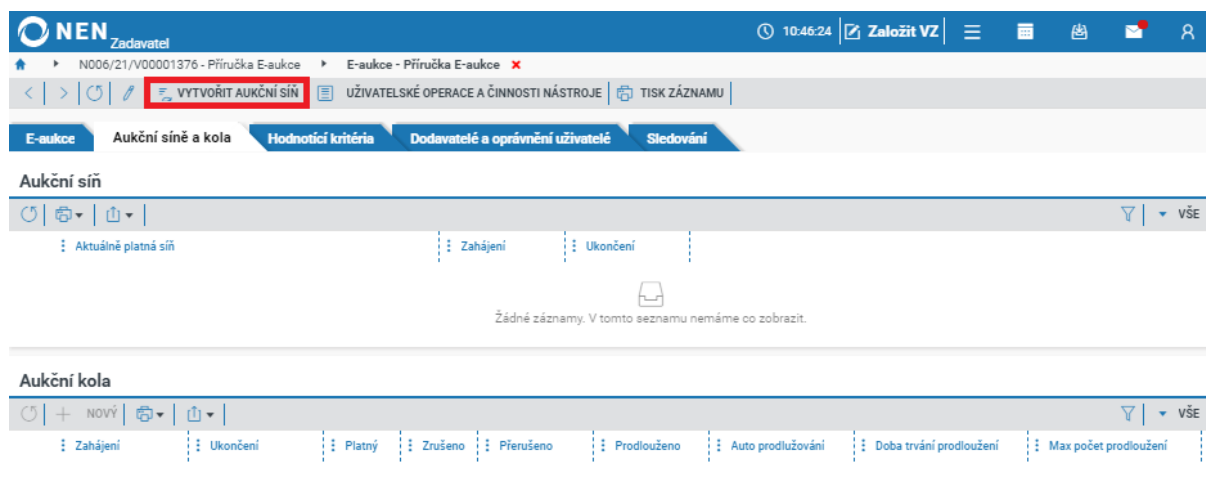 NEN Zadavatel 10:46:24 Založit VZ
N006/21/V00001376 - Příručka E-aukce E-aukce - Příručka E-aukce
VYTVOŘIT AUKČNÍ SÍŇ UŽIVATELSKÉ OPERACE A ČINNOSTI NÁSTROJE TISK ZÁZNAMU
E-aukce Aukční síně a kola Hodnotící kritéria Dodavatelé a oprávnění uživatelé Sledování
Aukční síň
VŠE
Aktuálně platná síň Zahájení Ukončení
Žádné záznamy. V tomto seznamu nemáme co zobrazit.
Aukční kola
NOVÝ VŠE
Zahájení Ukončení Platný Zrušeno Přerušeno Prodlouženo Auto prodlužování Doba trvání prodloužení Max počet prodloužení